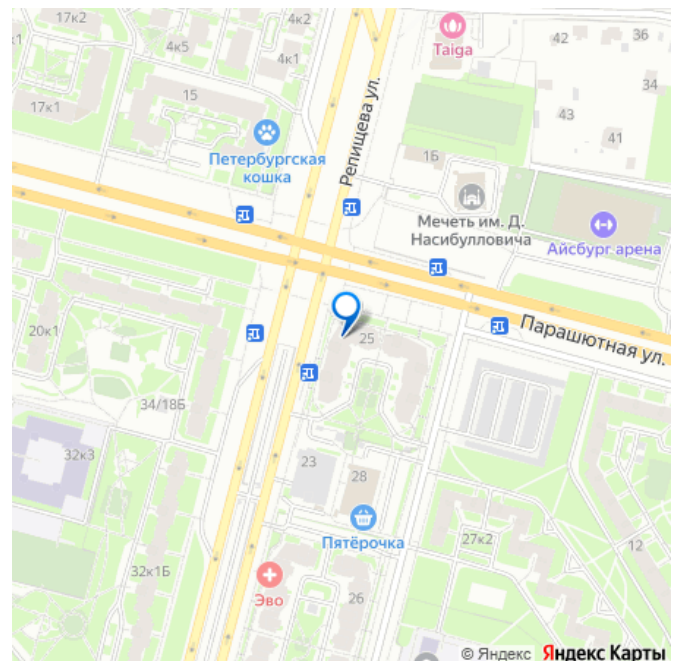 17к2
4к2
4к5
4к1
15
17к1
Taiga
42
36
34
43
41
Репищева ул.
Петербургская
кошка
1Б
Мечеть им. Д.
Насибулловича
Айсбург арена
Парашютная ул.
20к1
25
34/18Б
32к3
23
28
Пятёрочка
27к2
12
32к1Б
Эво
26
© Яндекс Яндекс Карты